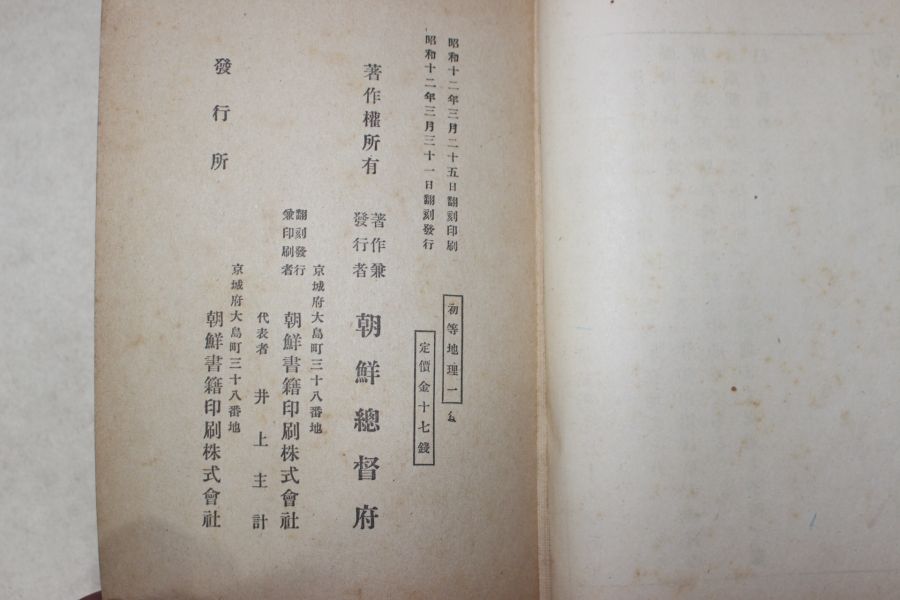 昭和十二年三月二十五日翻刻印刷
昭和十二年三月三十一日翻刻發行
初等地理一
定價金十七錢
著作權所有
著作兼
發行者
朝鮮總督府
京城府大島町三十八番地
翻刻發行
兼印刷者
朝鮮書籍印刷株式會社
代表者 井上主計
京城府大島町三十八番地
發行所
朝鮮書籍印刷株式會社